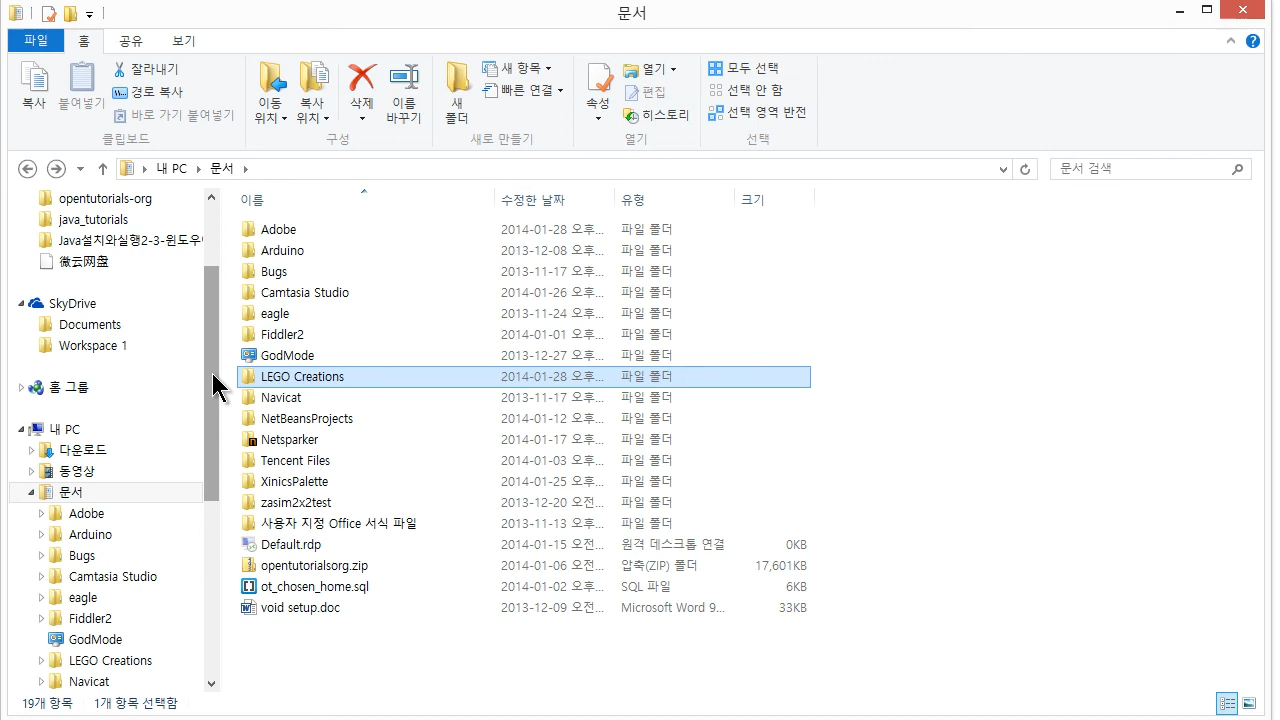 문서
파일 홈 공유 보기
복사
붙여넣기
잘라내기
경로 복사
바로 가기 붙여넣기
클립보드
이동 위치
복사 위치
삭제
이름 바꾸기
구성
새 폴더
새 항목
빠른 연결
새로 만들기
속성
열기
편집
히스토리
열기
모두 선택
선택 안 함
선택 영역 반전
선택
내 PC 문서
문서 검색
opentutorials-org
java_tutorials
Java설치와실행2-3-윈도우
微云网盘
SkyDrive
Documents
Workspace 1
홈 그룹
내 PC
다운로드
동영상
문서
Adobe
Arduino
Bugs
Camtasia Studio
eagle
Fiddler2
GodMode
LEGO Creations
Navicat
이름 수정한 날짜 유형 크기
Adobe 2014-01-28 오후... 파일 폴더
Arduino 2013-12-08 오후... 파일 폴더
Bugs 2013-11-17 오후... 파일 폴더
Camtasia Studio 2014-01-26 오후... 파일 폴더
eagle 2013-11-24 오후... 파일 폴더
Fiddler2 2014-01-01 오후... 파일 폴더
GodMode 2013-12-27 오후... 파일 폴더
LEGO Creations 2014-01-28 오후... 파일 폴더
Navicat 2013-11-17 오후... 파일 폴더
NetBeansProjects 2014-01-12 오후... 파일 폴더
Netsparker 2014-01-17 오후... 파일 폴더
Tencent Files 2014-01-03 오후... 파일 폴더
XinicsPalette 2014-01-25 오후... 파일 폴더
zasim2x2test 2013-12-20 오전... 파일 폴더
사용자 지정 Office 서식 파일 2013-11-13 오후... 파일 폴더
Default.rdp 2014-01-15 오전... 원격 데스크톱 연결 0KB
opentutorialsorg.zip 2014-01-06 오전... 압축(ZIP) 폴더 17,601KB
ot_chosen_home.sql 2014-01-02 오후... SQL 파일 6KB
void setup.doc 2013-12-09 오전... Microsoft Word 9... 33KB
19개 항목 1개 항목 선택함